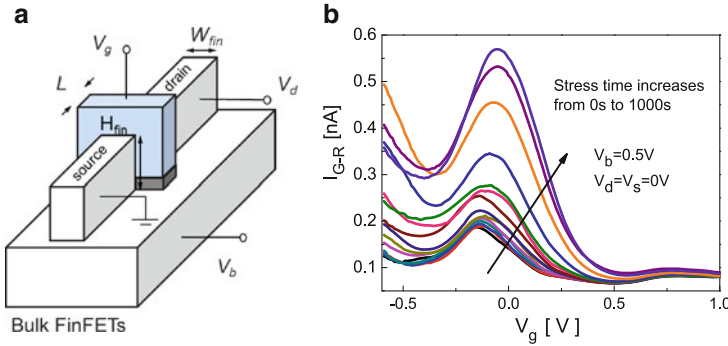 a
V_g
W_fin
L
drain
V_d
H_fin
source
V_b
Bulk FinFETs
b
I_G-R [nA]
0.6
0.5
0.4
0.3
0.2
0.1
Stress time increases
from 0s to 1000s
V_b=0.5V
V_d=V_s=0V
-0.5
0.0
0.5
1.0
V_g [ V ]